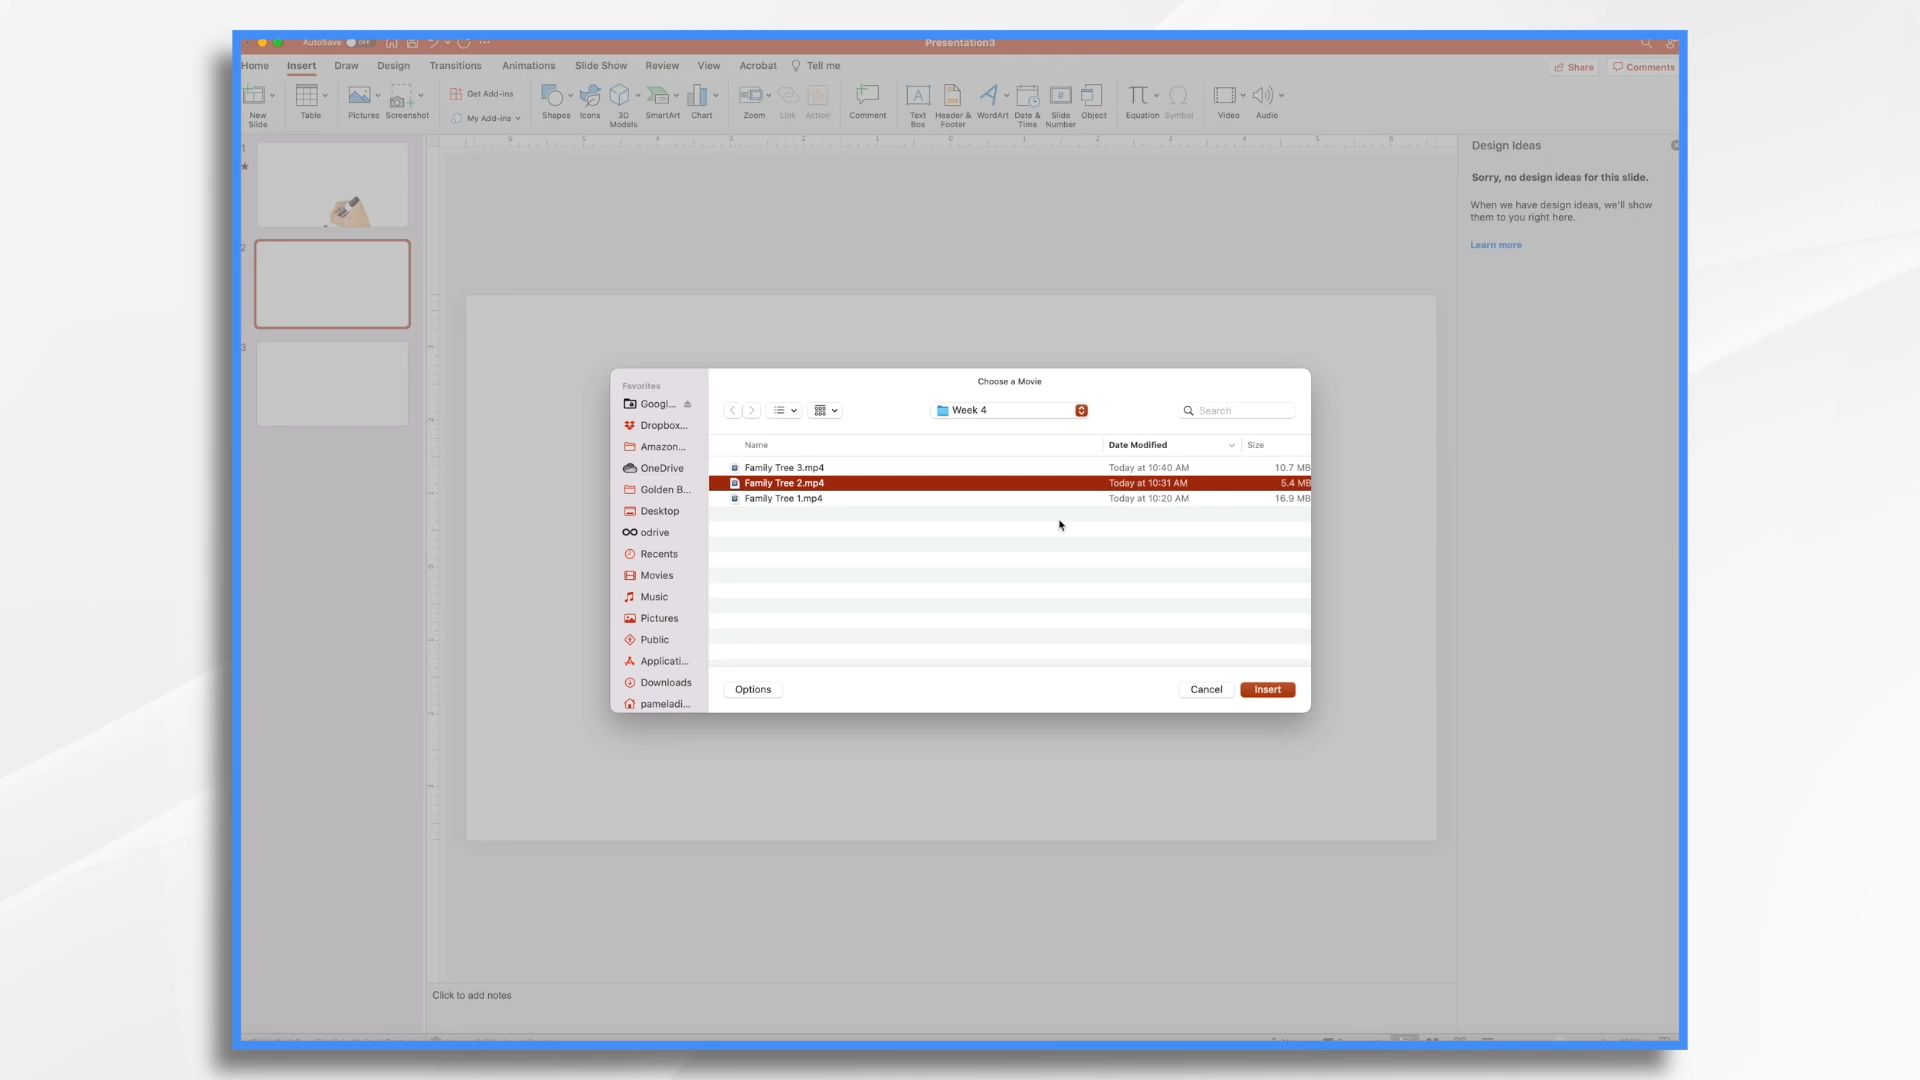 AutoSave OFF
Presentation3
Home Insert Draw Design Transitions Animations Slide Show Review View Acrobat Tell me
Share Comments
New Slide
Table
Pictures
Screenshot
Get Add-ins
My Add-ins
Shapes
Icons
3D Models
SmartArt
Chart
Zoom
Link
Action
Comment
Text Box
Header & Footer
WordArt
Date & Time
Slide Number
Object
Equation
Symbol
Video
Audio
1
2
3
Design Ideas
Sorry, no design ideas for this slide.
When we have design ideas, we'll show
them to you right here.
Learn more
Choose a Movie
Favorites
Googl...
Dropbox...
Amazon...
OneDrive
Golden B...
Desktop
odrive
Recents
Movies
Music
Pictures
Public
Applicati...
Downloads
pameladi...
Week 4
Search
Name Date Modified Size
Family Tree 3.mp4 Today at 10:40 AM 10.7 MB
Family Tree 2.mp4 Today at 10:31 AM 5.4 MB
Family Tree 1.mp4 Today at 10:20 AM 16.9 MB
Options Cancel Insert
Click to add notes